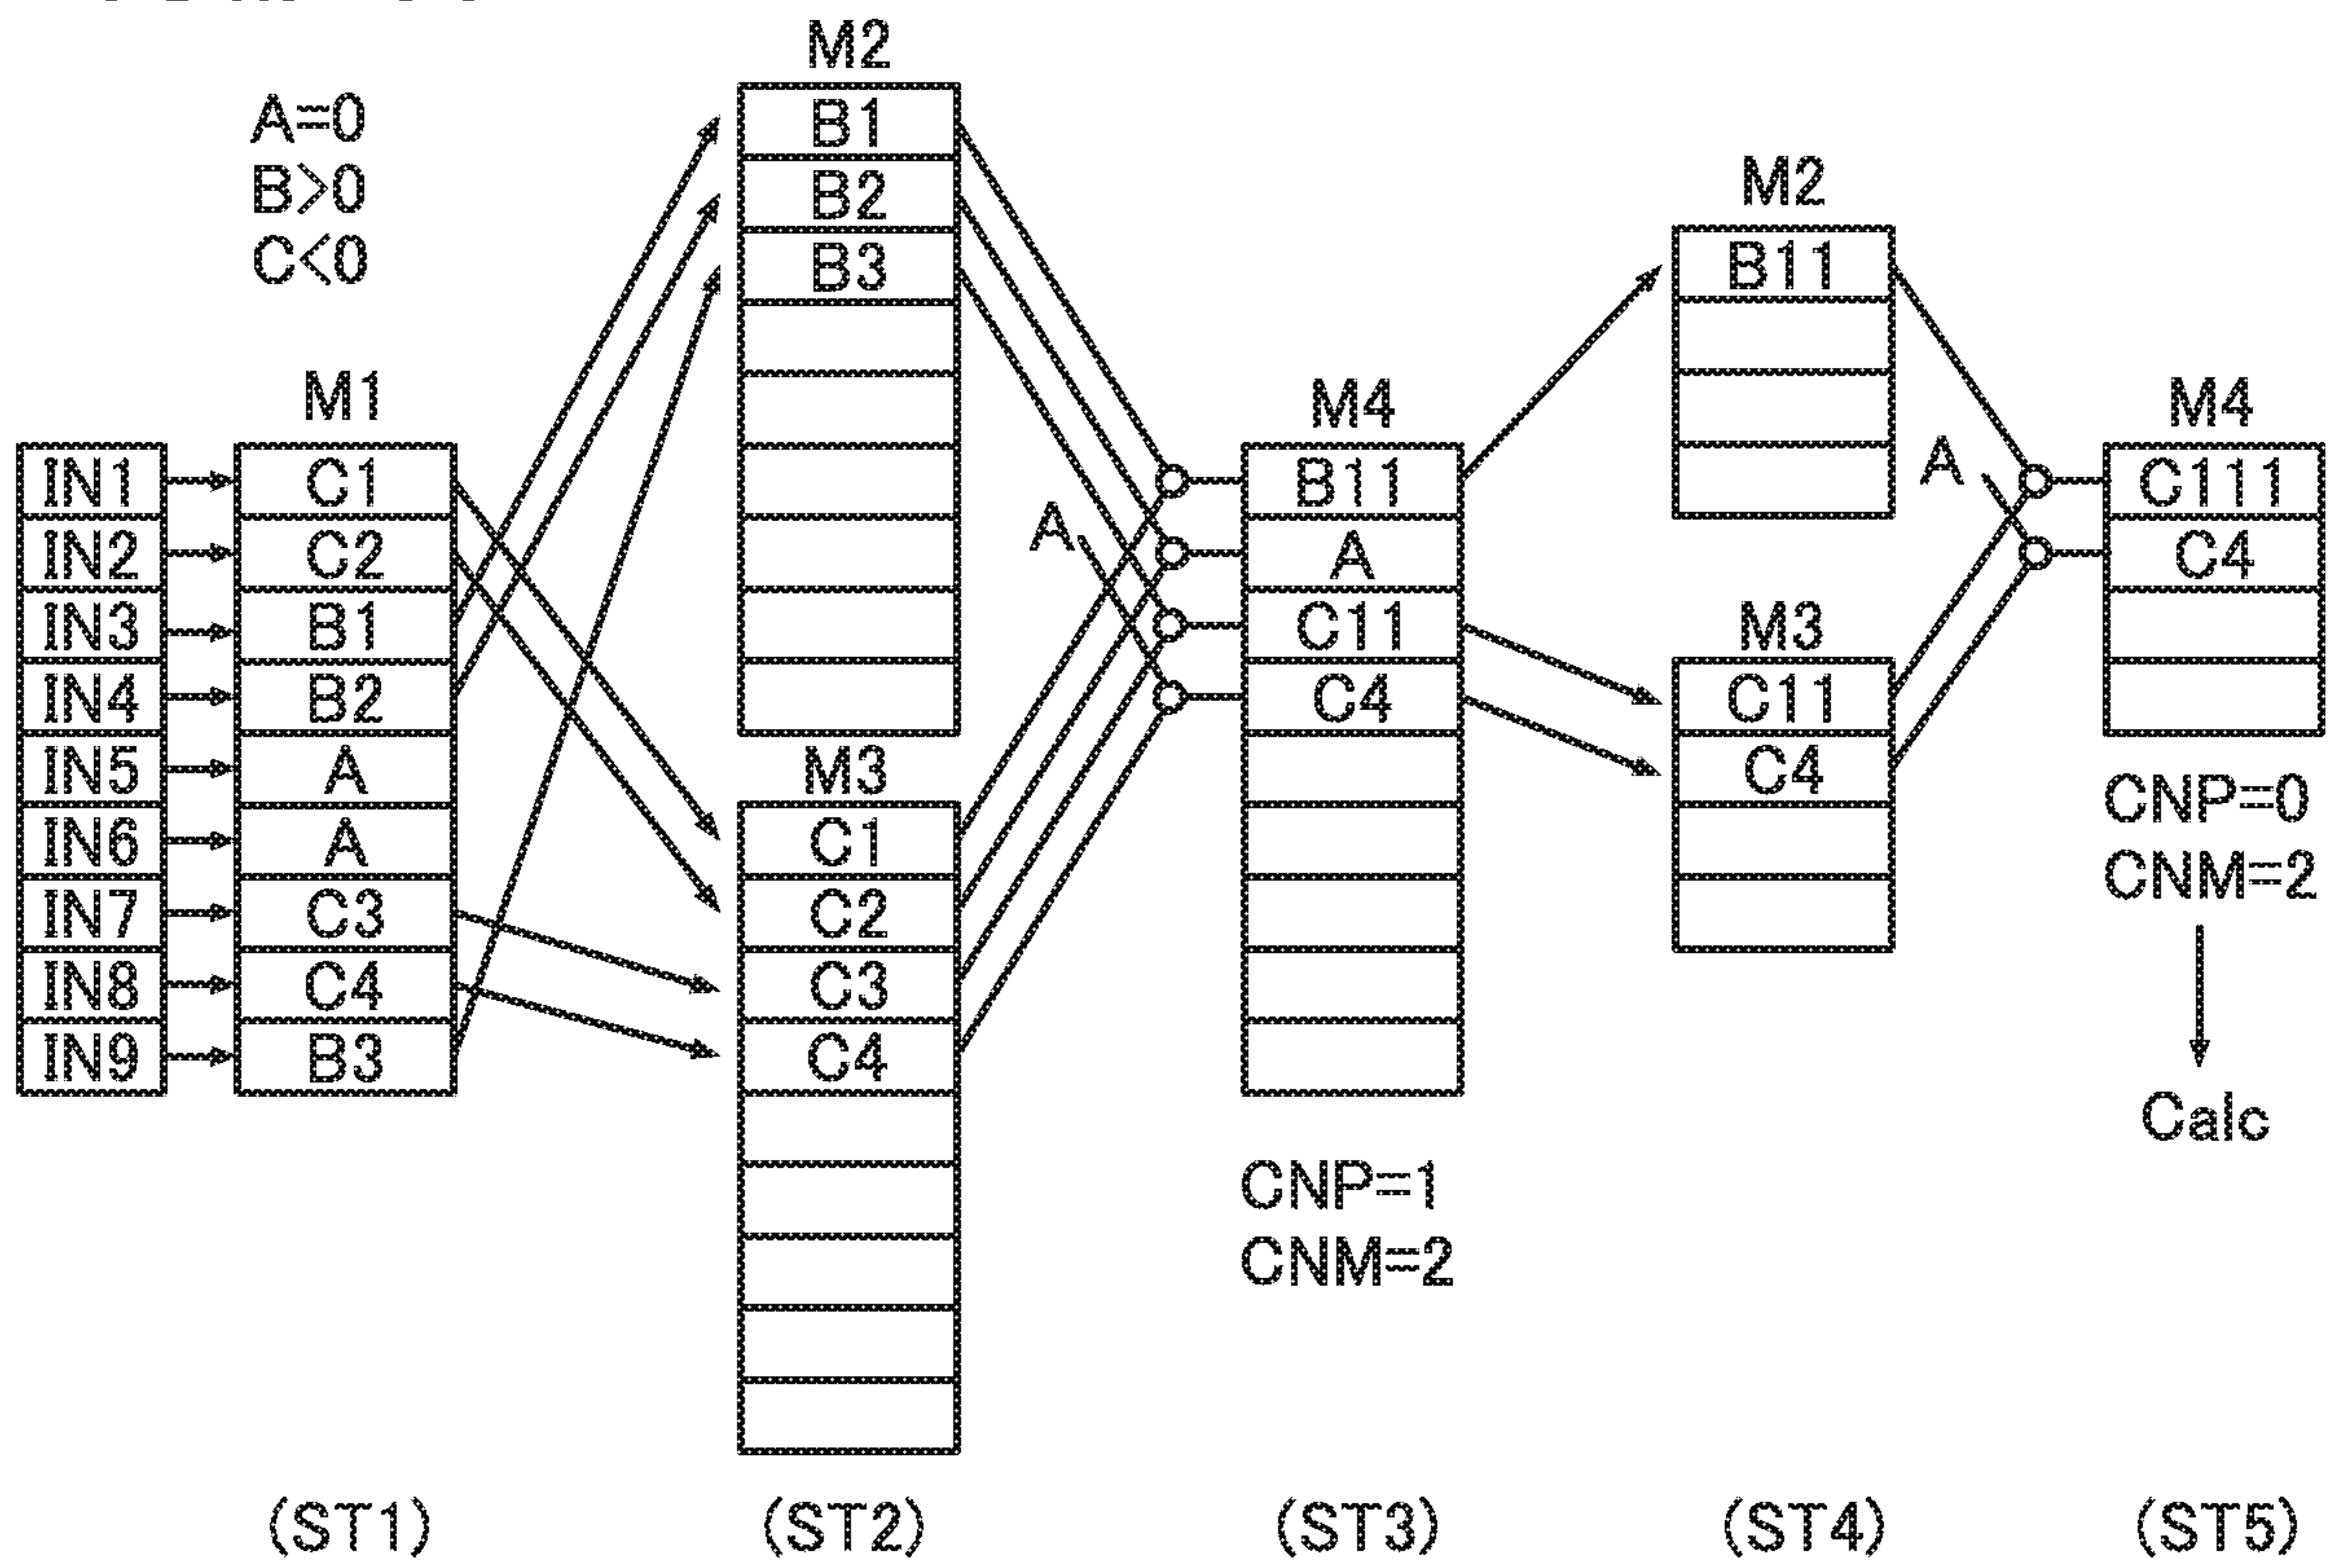 A=0
B>0
C<0
IN1
IN2
IN3
IN4
IN5
IN6
IN7
IN8
IN9
M1
C1
C2
B1
B2
A
A
C3
C4
B3
(ST1)
M2
B1
B2
B3
M3
C1
C2
C3
C4
(ST2)
A
M4
B11
A
C11
C4
CNP=1
CNM=2
(ST3)
M2
B11
M3
C11
C4
(ST4)
A
M4
C111
C4
CNP=0
CNM=2
Calc
(ST5)